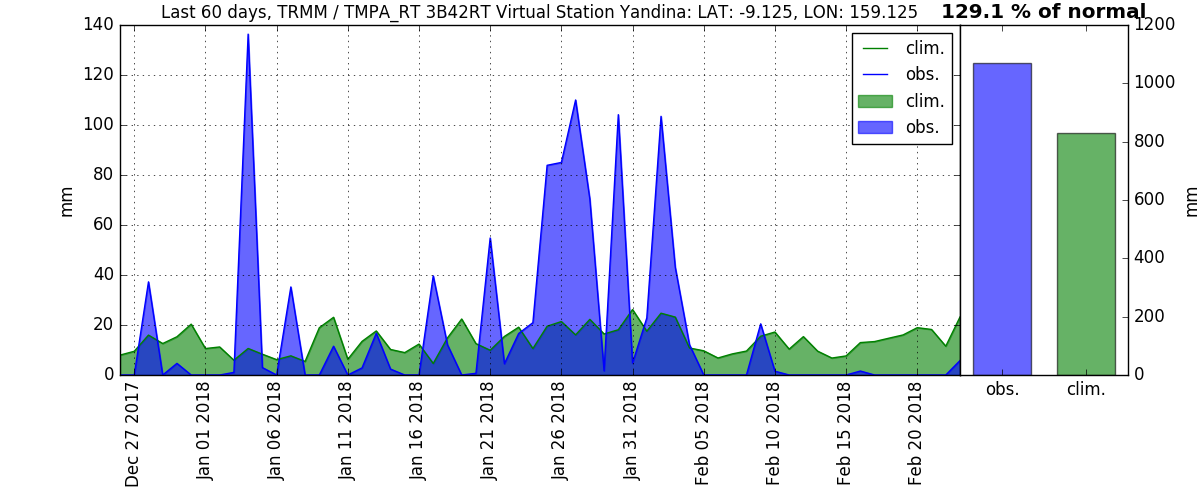 Last 60 days, TRMM / TMPA_RT 3B42RT Virtual Station Yandina: LAT: -9.125, LON: 159.125
129.1 % of normal
140
120
100
80
60
40
20
0
mm
clim.
obs.
clim.
obs.
1200
1000
800
600
400
200
0
mm
Dec 27 2017
Jan 01 2018
Jan 06 2018
Jan 11 2018
Jan 16 2018
Jan 21 2018
Jan 26 2018
Jan 31 2018
Feb 05 2018
Feb 10 2018
Feb 15 2018
Feb 20 2018
obs.
clim.